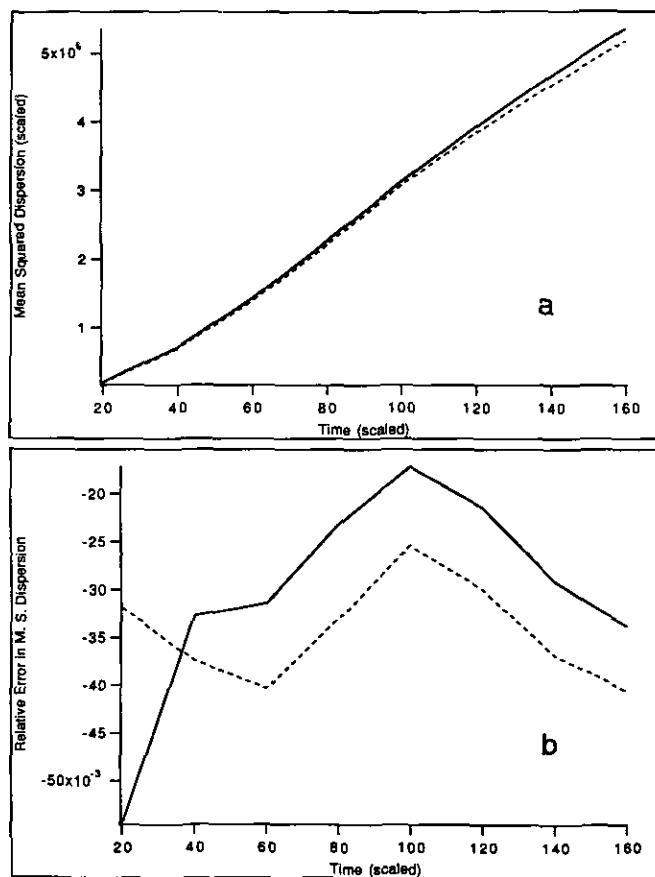 5x10⁶
4
3
2
1
Mean Squared Dispersion (scaled)
a
20 40 60 80 100 120 140 160
Time (scaled)
-20
-25
-30
-35
-40
-45
-50x10⁻³
Relative Error in M. S. Dispersion
b
20 40 60 80 100 120 140 160
Time (scaled)